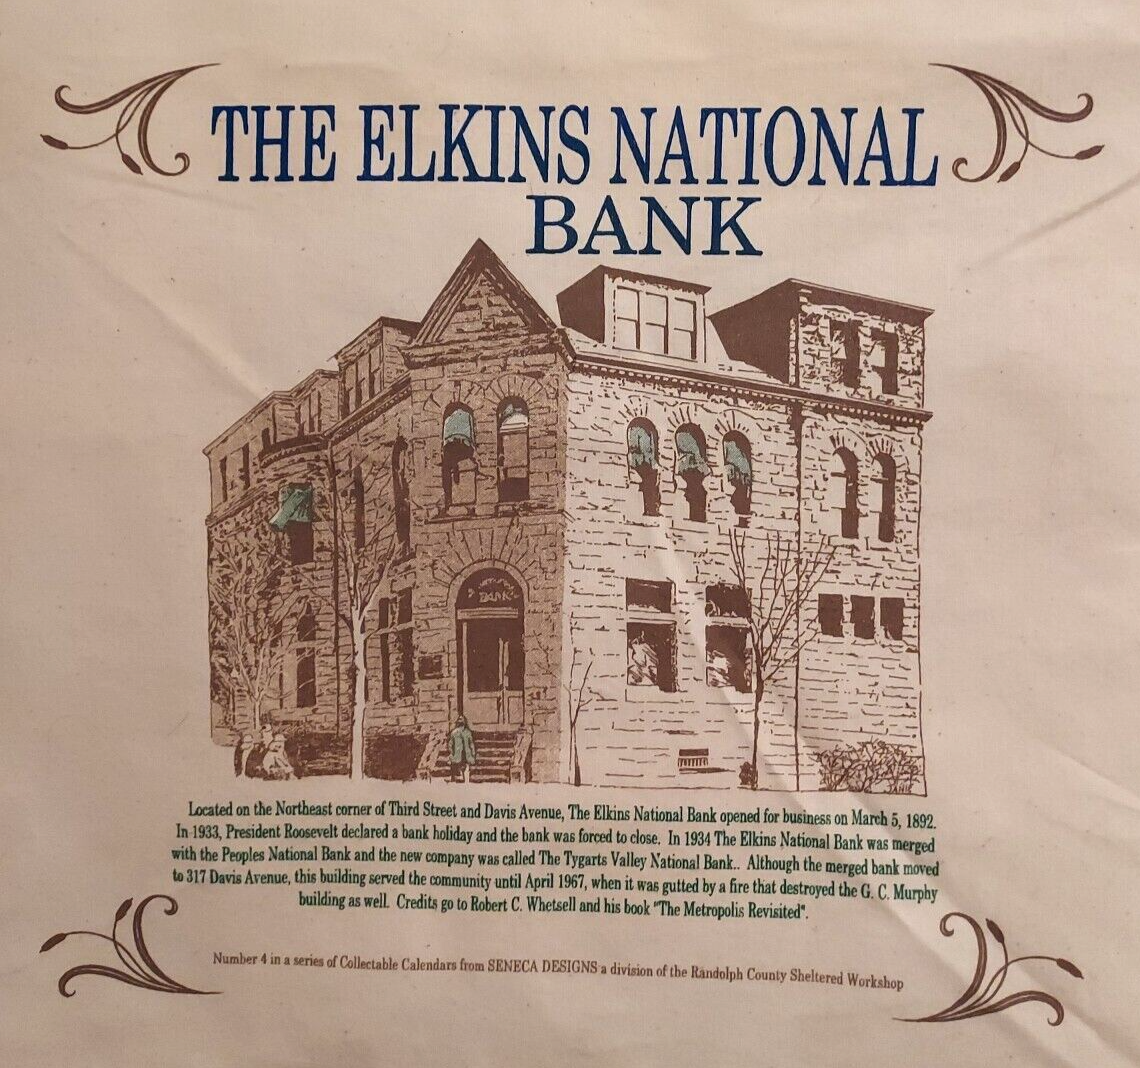 THE ELKINS NATIONAL
BANK
BANK
JANIE
Located on the Northeast corner of Third Street and Davis Avenue, The Elkins National Bank opened for business on March 5, 1892.
In 1933, President Roosevelt declared a bank holiday and the bank was forced to close. In 1934 The Elkins National Bank was merged
with the Peoples National Bank and the new company was called The Tygarts Valley National Bank.. Although the merged bank moved
to 317 Davis Avenue, this building served the community until April 1967, when it was gutted by a fire that destroyed the G. C. Murphy
building as well. Credits go to Robert C. Whetsell and his book "The Metropolis Revisited".
Number 4 in a series of Collectable Calendars from SENECA DESIGNS a division of the Randolph County Sheltered Workshop